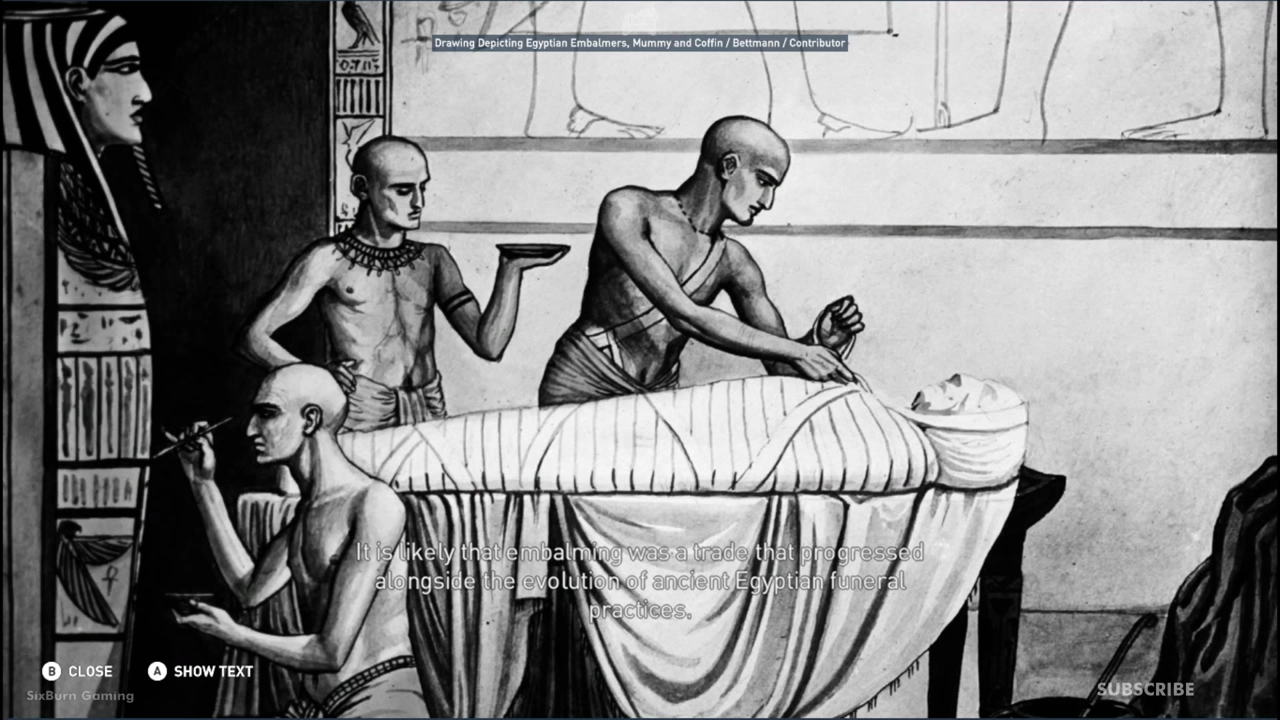 Drawing Depicting Egyptian Embalmers, Mummy and Coffin / Bettmann / Contributor
It is likely that embalming was a trade that progressed
alongside the evolution of ancient Egyptian funeral
practices.
B CLOSE A SHOW TEXT
SixBurn Gaming
SUBSCRIBE